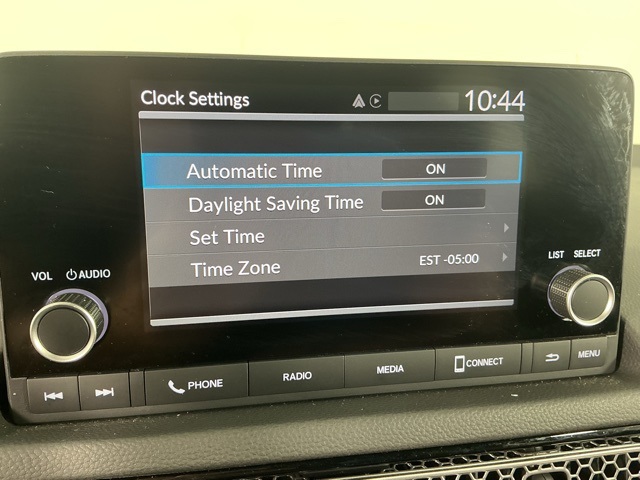 Clock Settings 10:44
Automatic Time ON
Daylight Saving Time ON
Set Time
Time Zone EST -05:00
VOL AUDIO
LIST SELECT
PHONE RADIO MEDIA CONNECT MENU